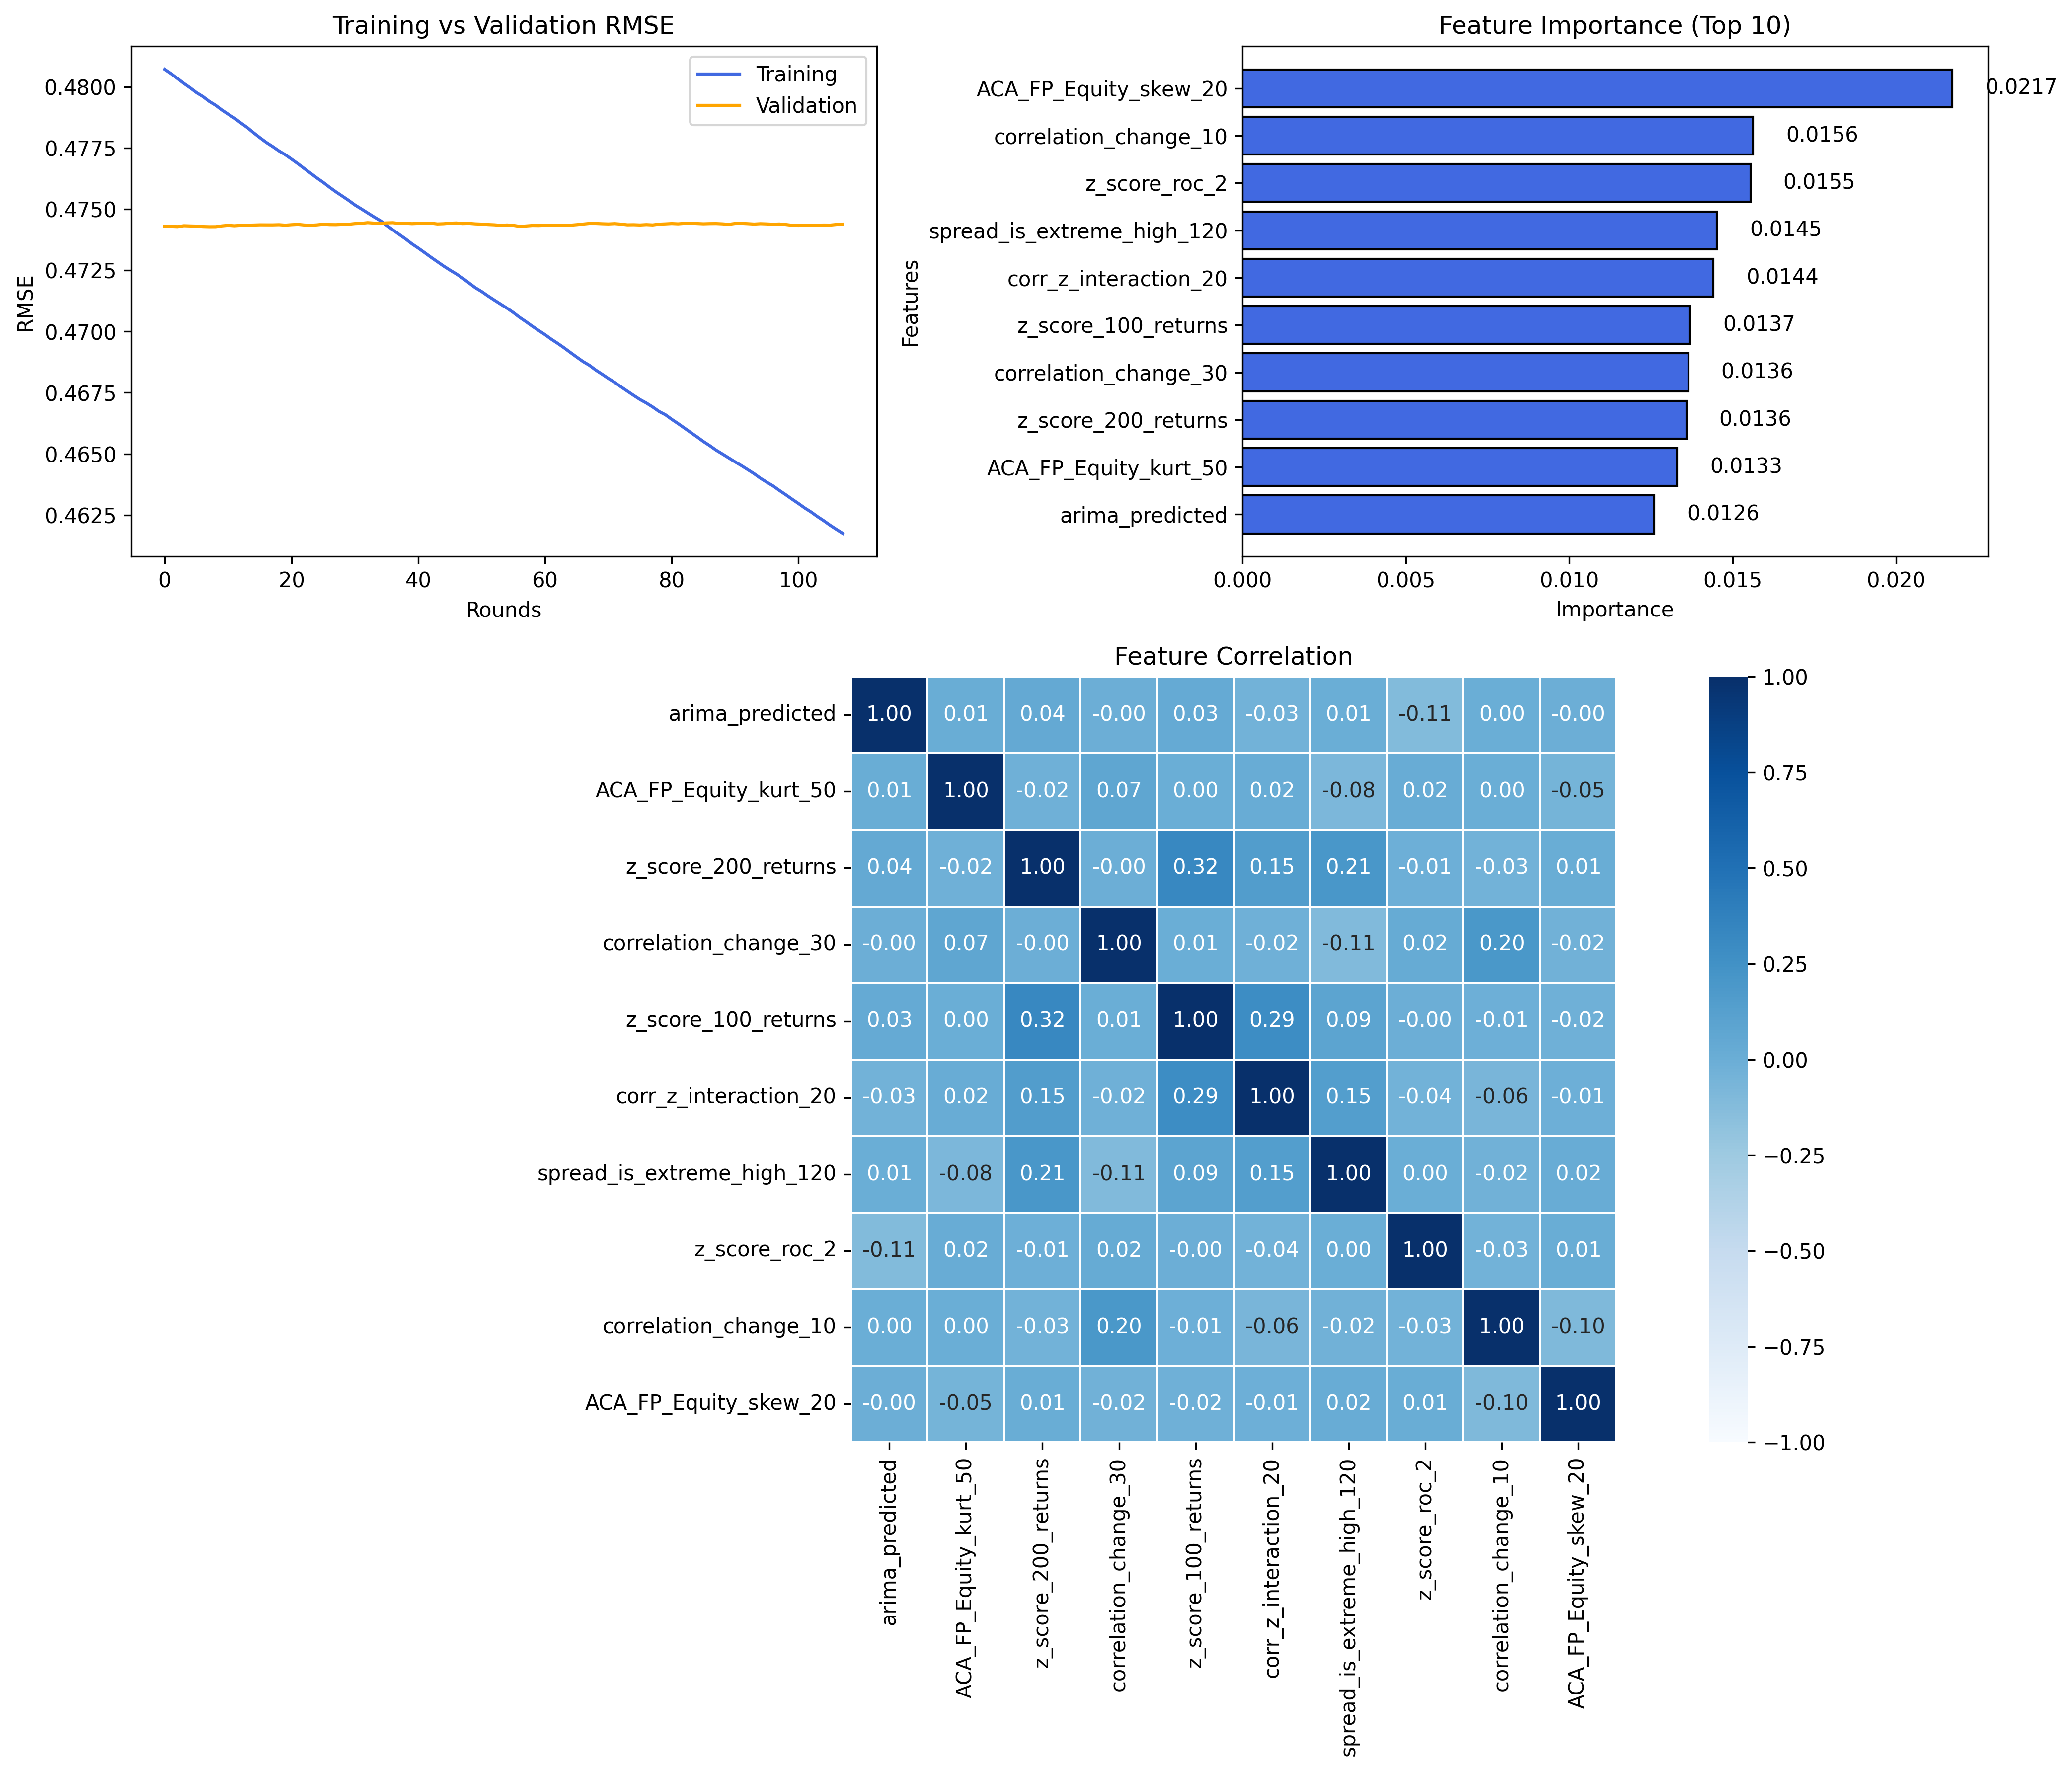 Training vs Validation RMSE
Training
Validation
0.4800
0.4775
0.4750
0.4725
0.4700
0.4675
0.4650
0.4625
RMSE
0 20 40 60 80 100
Rounds
Feature Importance (Top 10)
ACA_FP_Equity_skew_20 0.0217
correlation_change_10 0.0156
z_score_roc_2 0.0155
spread_is_extreme_high_120 0.0145
corr_z_interaction_20 0.0144
z_score_100_returns 0.0137
correlation_change_30 0.0136
z_score_200_returns 0.0136
ACA_FP_Equity_kurt_50 0.0133
arima_predicted 0.0126
Features
0.000 0.005 0.010 0.015 0.020
Importance
Feature Correlation
arima_predicted 1.00 0.01 0.04 -0.00 0.03 -0.03 0.01 -0.11 0.00 -0.00
ACA_FP_Equity_kurt_50 0.01 1.00 -0.02 0.07 0.00 0.02 -0.08 0.02 0.00 -0.05
z_score_200_returns 0.04 -0.02 1.00 -0.00 0.32 0.15 0.21 -0.01 -0.03 0.01
correlation_change_30 -0.00 0.07 -0.00 1.00 0.01 -0.02 -0.11 0.02 0.20 -0.02
z_score_100_returns 0.03 0.00 0.32 0.01 1.00 0.29 0.09 -0.00 -0.01 -0.02
corr_z_interaction_20 -0.03 0.02 0.15 -0.02 0.29 1.00 0.15 -0.04 -0.06 -0.01
spread_is_extreme_high_120 0.01 -0.08 0.21 -0.11 0.09 0.15 1.00 0.00 -0.02 0.02
z_score_roc_2 -0.11 0.02 -0.01 0.02 -0.00 -0.04 0.00 1.00 -0.03 0.01
correlation_change_10 0.00 0.00 -0.03 0.20 -0.01 -0.06 -0.02 -0.03 1.00 -0.10
ACA_FP_Equity_skew_20 -0.00 -0.05 0.01 -0.02 -0.02 -0.01 0.02 0.01 -0.10 1.00
arima_predicted
ACA_FP_Equity_kurt_50
z_score_200_returns
correlation_change_30
z_score_100_returns
corr_z_interaction_20
spread_is_extreme_high_120
z_score_roc_2
correlation_change_10
ACA_FP_Equity_skew_20
1.00
0.75
0.50
0.25
0.00
−0.25
−0.50
−0.75
−1.00